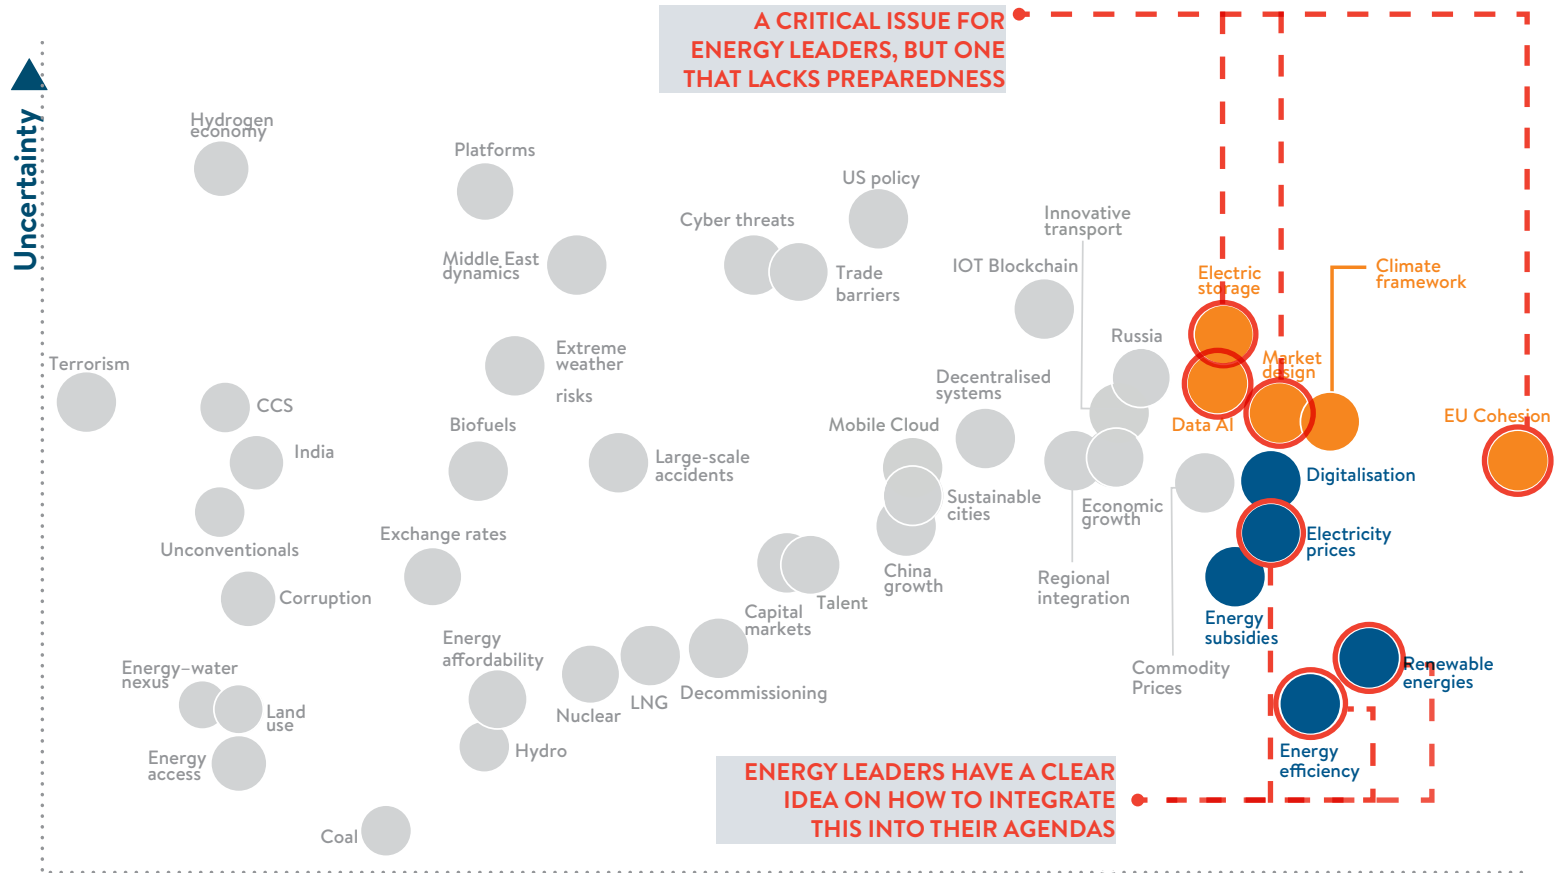 A CRITICAL ISSUE FOR
ENERGY LEADERS, BUT ONE
THAT LACKS PREPAREDNESS
Uncertainty
Hydrogen
economy
Platforms
US policy
Cyber threats
Innovative
transport
Middle East
dynamics
Trade
barriers
IOT Blockchain
Electric
storage
Climate
framework
Terrorism
Extreme
weather
risks
Russia
Market
design
CCS
Decentralised
systems
Biofuels
Mobile Cloud
Data AI
EU Cohesion
India
Large-scale
accidents
Digitalisation
Sustainable
cities
Economic
growth
Unconventionals
Exchange rates
Electricity
prices
China
growth
Regional
integration
Corruption
Talent
Capital
markets
Energy
subsidies
Energy
affordability
Energy–water
nexus
Commodity
Prices
Renewable
energies
Decommissioning
LNG
Nuclear
Land
use
Hydro
Energy
access
Energy
efficiency
ENERGY LEADERS HAVE A CLEAR
IDEA ON HOW TO INTEGRATE
THIS INTO THEIR AGENDAS
Coal